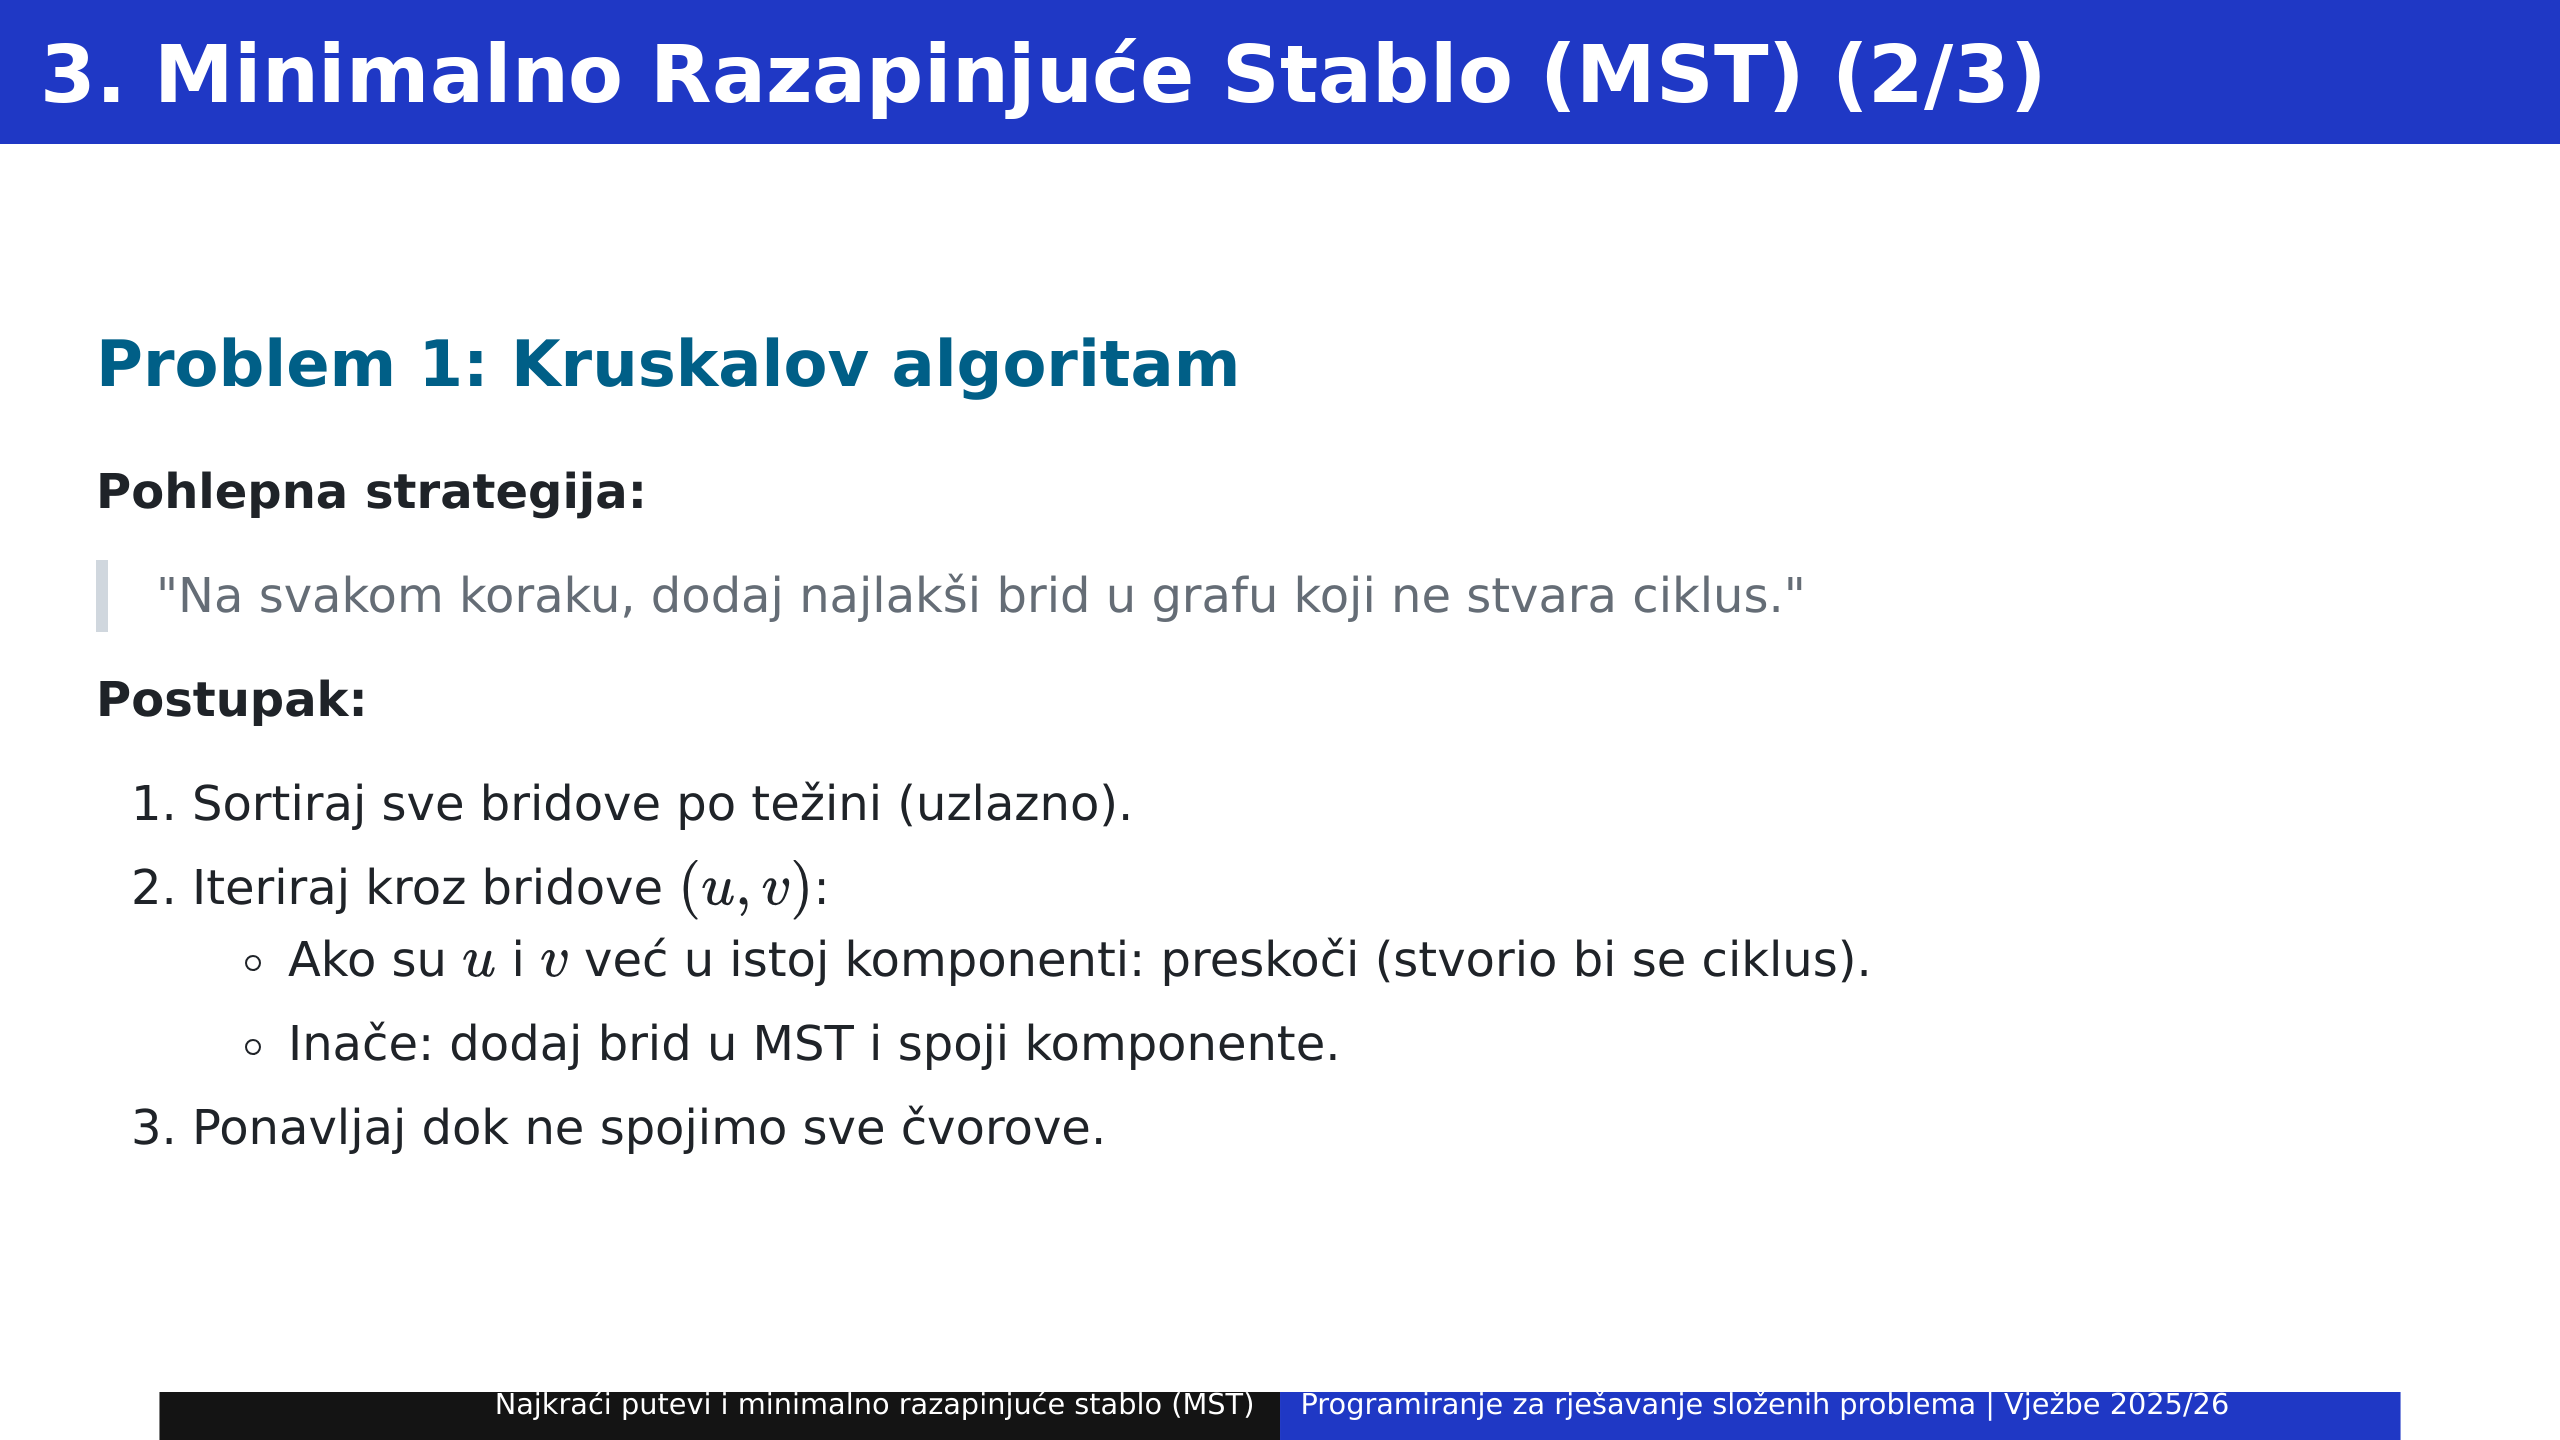 3. Minimalno Razapinjuće Stablo (MST) (2/3)
Problem 1: Kruskalov algoritam
Pohlepna strategija:
"Na svakom koraku, dodaj najlakši brid u grafu koji ne stvara ciklus."
Postupak:
1. Sortiraj sve bridove po težini (uzlazno).
2. Iteriraj kroz bridove (u, v):
◦ Ako su u i v već u istoj komponenti: preskoči (stvorio bi se ciklus).
◦ Inače: dodaj brid u MST i spoji komponente.
3. Ponavljaj dok ne spojimo sve čvorove.
Najkraći putevi i minimalno razapinjuće stablo (MST)
Programiranje za rješavanje složenih problema | Vježbe 2025/26